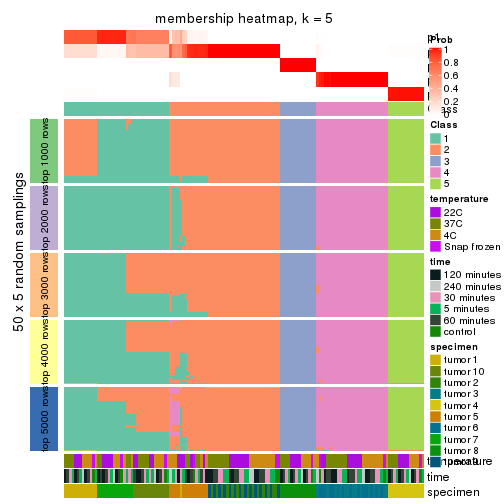 membership heatmap, k = 5
Prob
1
0.8
0.6
0.4
0.2
0
Class
1
2
3
4
5
temperature
22C
37C
4C
Snap frozen
time
120 minutes
240 minutes
30 minutes
5 minutes
60 minutes
control
specimen
tumor 1
tumor 10
tumor 2
tumor 3
tumor 4
tumor 5
tumor 6
tumor 7
tumor 8
50 x 5 random samplings
top 1000 rows
top 2000 rows
top 3000 rows
top 4000 rows
top 5000 rows
temperature
time
specimen